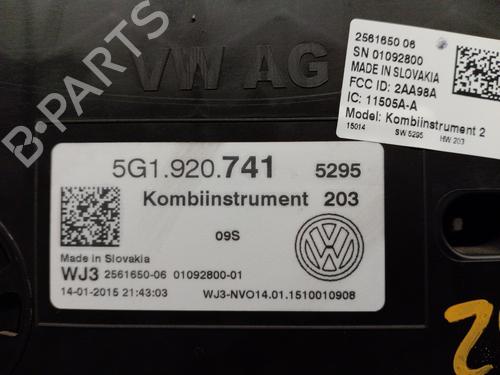 VW AG
2561650 06
SN 01092800
MADE IN SLOVAKIA
FCC ID: 2AA98A
IC: 11505A-A
Model: Kombiinstrument 2
15014 SW 5295 HW 203
5G1.920.741 5295
Kombiinstrument 203
09S
Made in Slovakia
WJ3 2561650-06 01092800-01
14-01-2015 21:43:03 WJ3-NVO14.01.1510010908
B-PARTS